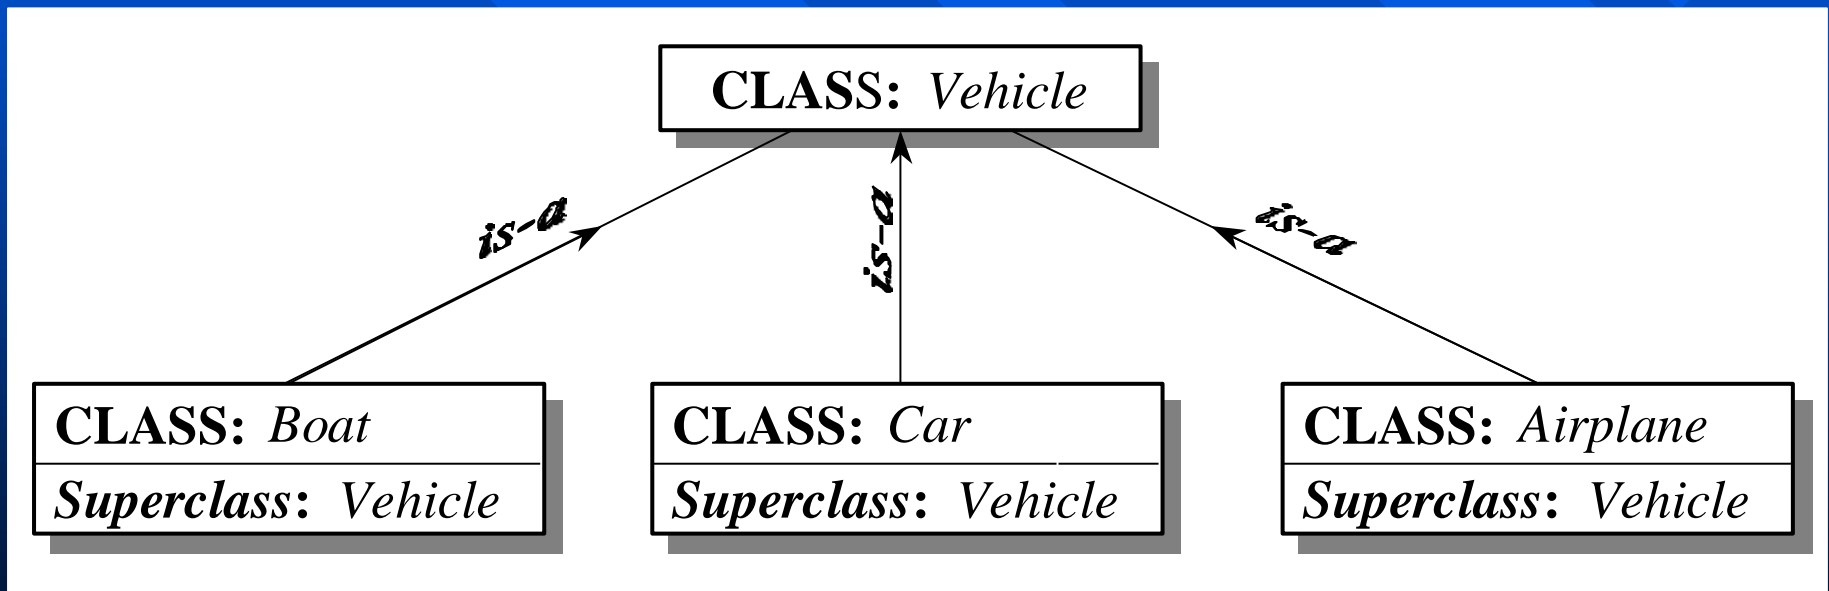 CLASS: Vehicle
is-a
is-a
is-a
CLASS: Boat
Superclass: Vehicle
CLASS: Car
Superclass: Vehicle
CLASS: Airplane
Superclass: Vehicle